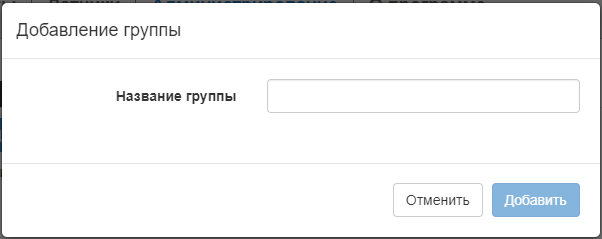 Добавление группы
Название группы
Отменить Добавить